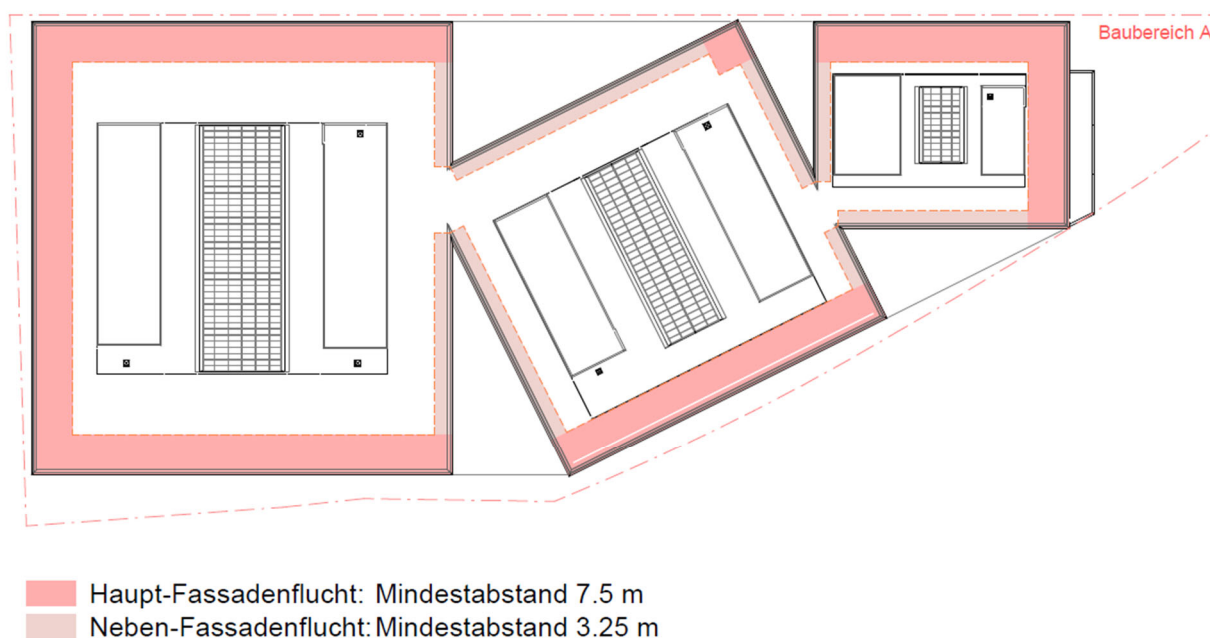 Baubereich A
Haupt-Fassadenflucht: Mindestabstand 7.5 m
Neben-Fassadenflucht: Mindestabstand 3.25 m